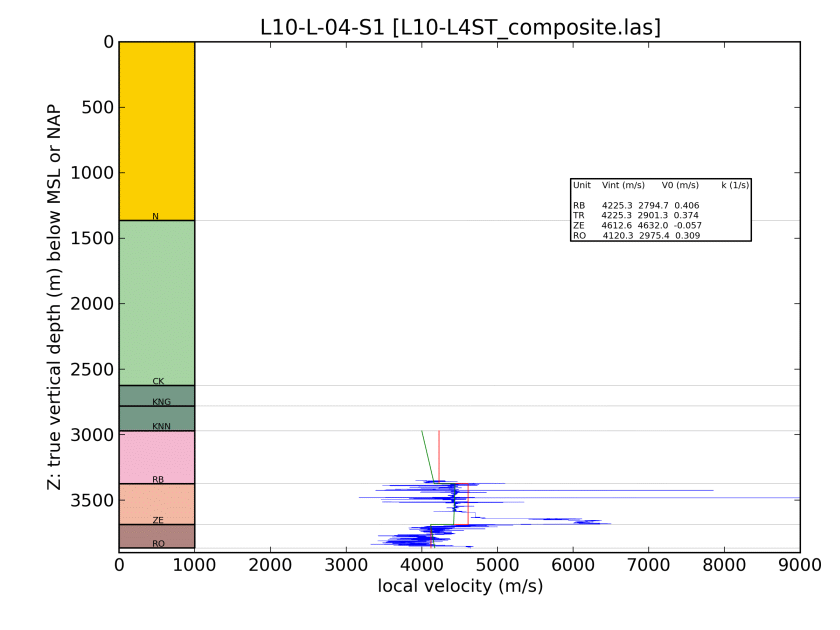 L10-L-04-S1 [L10-L4ST_composite.las]
0
500
1000
1500
2000
2500
3000
3500
Z: true vertical depth (m) below MSL or NAP
N
CK
KNG
KNN
RB
ZE
RO
Unit Vint (m/s) V0 (m/s) k (1/s)
RB 4225.3 2794.7 0.406
TR 4225.3 2901.3 0.374
ZE 4612.6 4632.0 -0.057
RO 4120.3 2975.4 0.309
0 1000 2000 3000 4000 5000 6000 7000 8000 9000
local velocity (m/s)